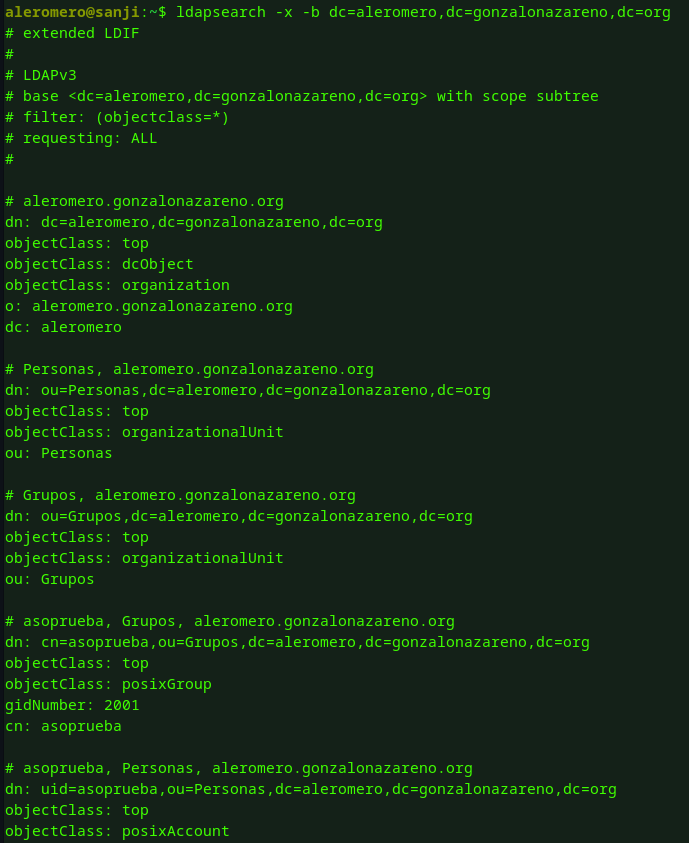 aleromero@sanji:~$ ldapsearch -x -b dc=aleromero,dc=gonzalonazareno,dc=org
# extended LDIF
#
# LDAPv3
# base <dc=aleromero,dc=gonzalonazareno,dc=org> with scope subtree
# filter: (objectclass=*)
# requesting: ALL
#

# aleromero.gonzalonazareno.org
dn: dc=aleromero,dc=gonzalonazareno,dc=org
objectClass: top
objectClass: dcObject
objectClass: organization
o: aleromero.gonzalonazareno.org
dc: aleromero

# Personas, aleromero.gonzalonazareno.org
dn: ou=Personas,dc=aleromero,dc=gonzalonazareno,dc=org
objectClass: top
objectClass: organizationalUnit
ou: Personas

# Grupos, aleromero.gonzalonazareno.org
dn: ou=Grupos,dc=aleromero,dc=gonzalonazareno,dc=org
objectClass: top
objectClass: organizationalUnit
ou: Grupos

# asoprueba, Grupos, aleromero.gonzalonazareno.org
dn: cn=asoprueba,ou=Grupos,dc=aleromero,dc=gonzalonazareno,dc=org
objectClass: top
objectClass: posixGroup
gidNumber: 2001
cn: asoprueba

# asoprueba, Personas, aleromero.gonzalonazareno.org
dn: uid=asoprueba,ou=Personas,dc=aleromero,dc=gonzalonazareno,dc=org
objectClass: top
objectClass: posixAccount